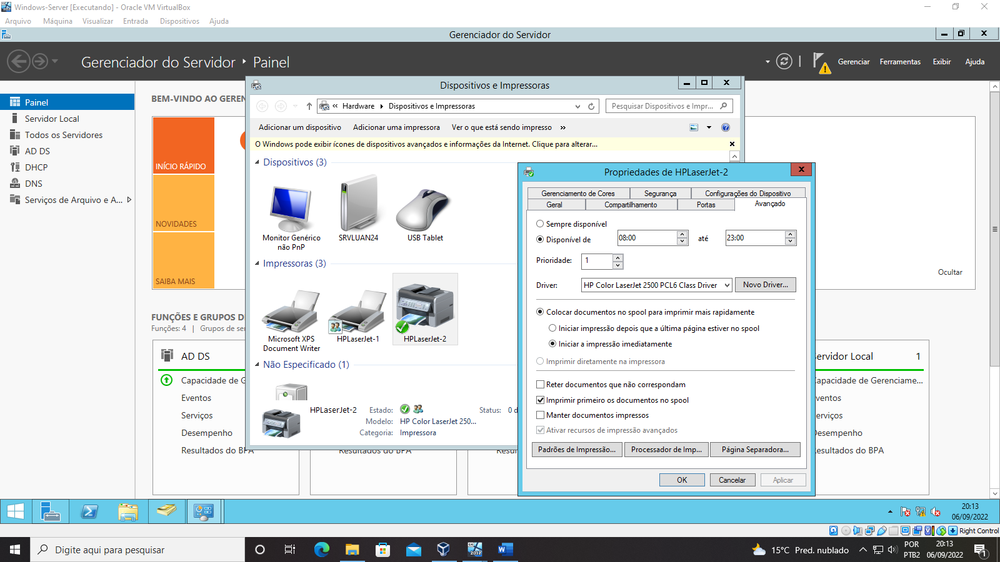 Windows-Server [Executando] - Oracle VM VirtualBox
Arquivo Máquina Visualizar Entrada Dispositivos Ajuda
Gerenciador do Servidor
Gerenciador do Servidor Painel
Gerenciar Ferramentas Exibir Ajuda
Painel
Servidor Local
Todos os Servidores
AD DS
DHCP
DNS
Serviços de Arquivo e A...
BEM-VINDO AO GEREN
INÍCIO RÁPIDO
NOVIDADES
SAIBA MAIS
Ocultar
FUNÇÕES E GRUPOS D
Funções: 4 | Grupos de ser
AD DS
Capacidade de G
Eventos
Serviços
Desempenho
Resultados do BPA
Resultados do BPA
Resu
ervidor Local 1
apacidade de Gerenciame...
ventos
erviços
esempenho
esultados do BPA
Dispositivos e Impressoras
« Hardware Dispositivos e Impressoras
Pesquisar Dispositivos e Impr...
Adicionar um dispositivo Adicionar uma impressora Ver o que está sendo impresso »
O Windows pode exibir ícones de dispositivos avançados e informações da Internet. Clique para alterar...
Dispositivos (3)
Monitor Genérico
não PnP
SRVLUAN24
USB Tablet
Impressoras (3)
Microsoft XPS
Document Writer
HPLaserJet-1
HPLaserJet-2
Não Especificado (1)
HPLaserJet-2
Estado:
Status: 0 d
Modelo: HP Color LaserJet 250...
Categoria: Impressora
Propriedades de HPLaserJet-2
Gerenciamento de Cores Segurança Configurações do Dispositivo
Geral Compartilhamento Portas Avançado
Sempre disponível
Disponível de 08:00 até 23:00
Prioridade: 1
Driver: HP Color LaserJet 2500 PCL6 Class Driver Novo Driver...
Colocar documentos no spool para imprimir mais rapidamente
Iniciar impressão depois que a última página estiver no spool
Iniciar a impressão imediatamente
Imprimir diretamente na impressora
Reter documentos que não correspondam
Imprimir primeiro os documentos no spool
Manter documentos impressos
Ativar recursos de impressão avançados
Padrões de Impressão... Processador de Imp... Página Separadora...
OK Cancelar Aplicar
20:13
06/09/2022
Right Control
Digite aqui para pesquisar
2012
15°C Pred. nublado
POR
PTB2
20:13
06/09/2022
1